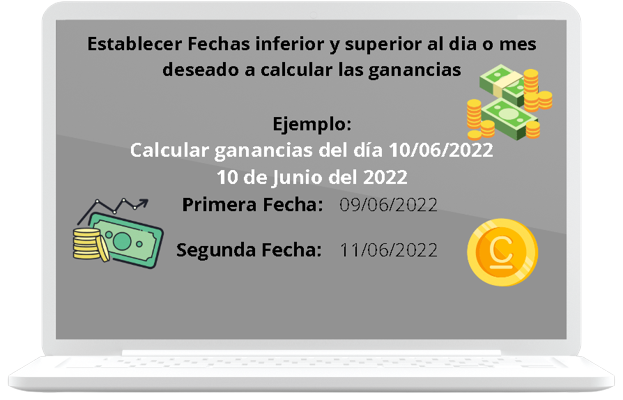 Establecer Fechas inferior y superior al dia o mes
deseado a calcular las ganancias
Ejemplo:
Calcular ganancias del día 10/06/2022
10 de Junio del 2022
Primera Fecha: 09/06/2022
Segunda Fecha: 11/06/2022
C